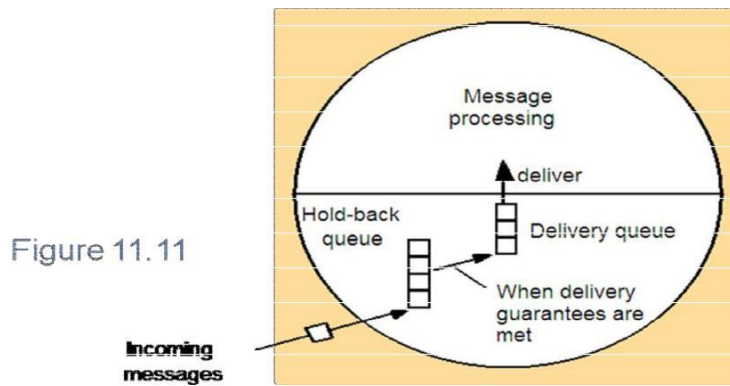 Message
processing
deliver
Hold-back
queue
Delivery queue
Figure 11.11
When delivery
guarantees are
met
Incoming
messages